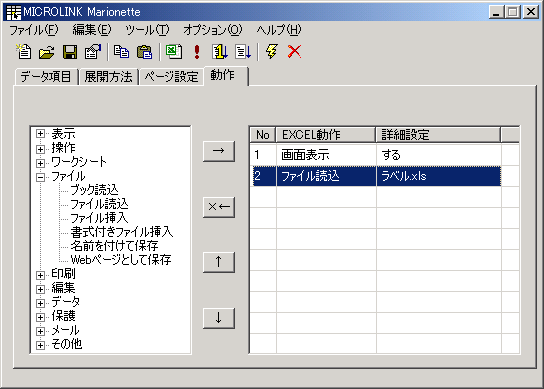 MICROLINK Marionette
ファイル(F) 編集(E) ツール(T) オプション(O) ヘルプ(H)
データ項目 展開方法 ページ設定 動作
表示
操作
ワークシート
ファイル
ブック読込
ファイル読込
ファイル挿入
書式付きファイル挿入
名前を付けて保存
Webページとして保存
印刷
編集
データ
保護
メール
その他
→
×←
↑
↓
No EXCEL動作 詳細設定
1 画面表示 する
2 ファイル読込 ラベル.xls